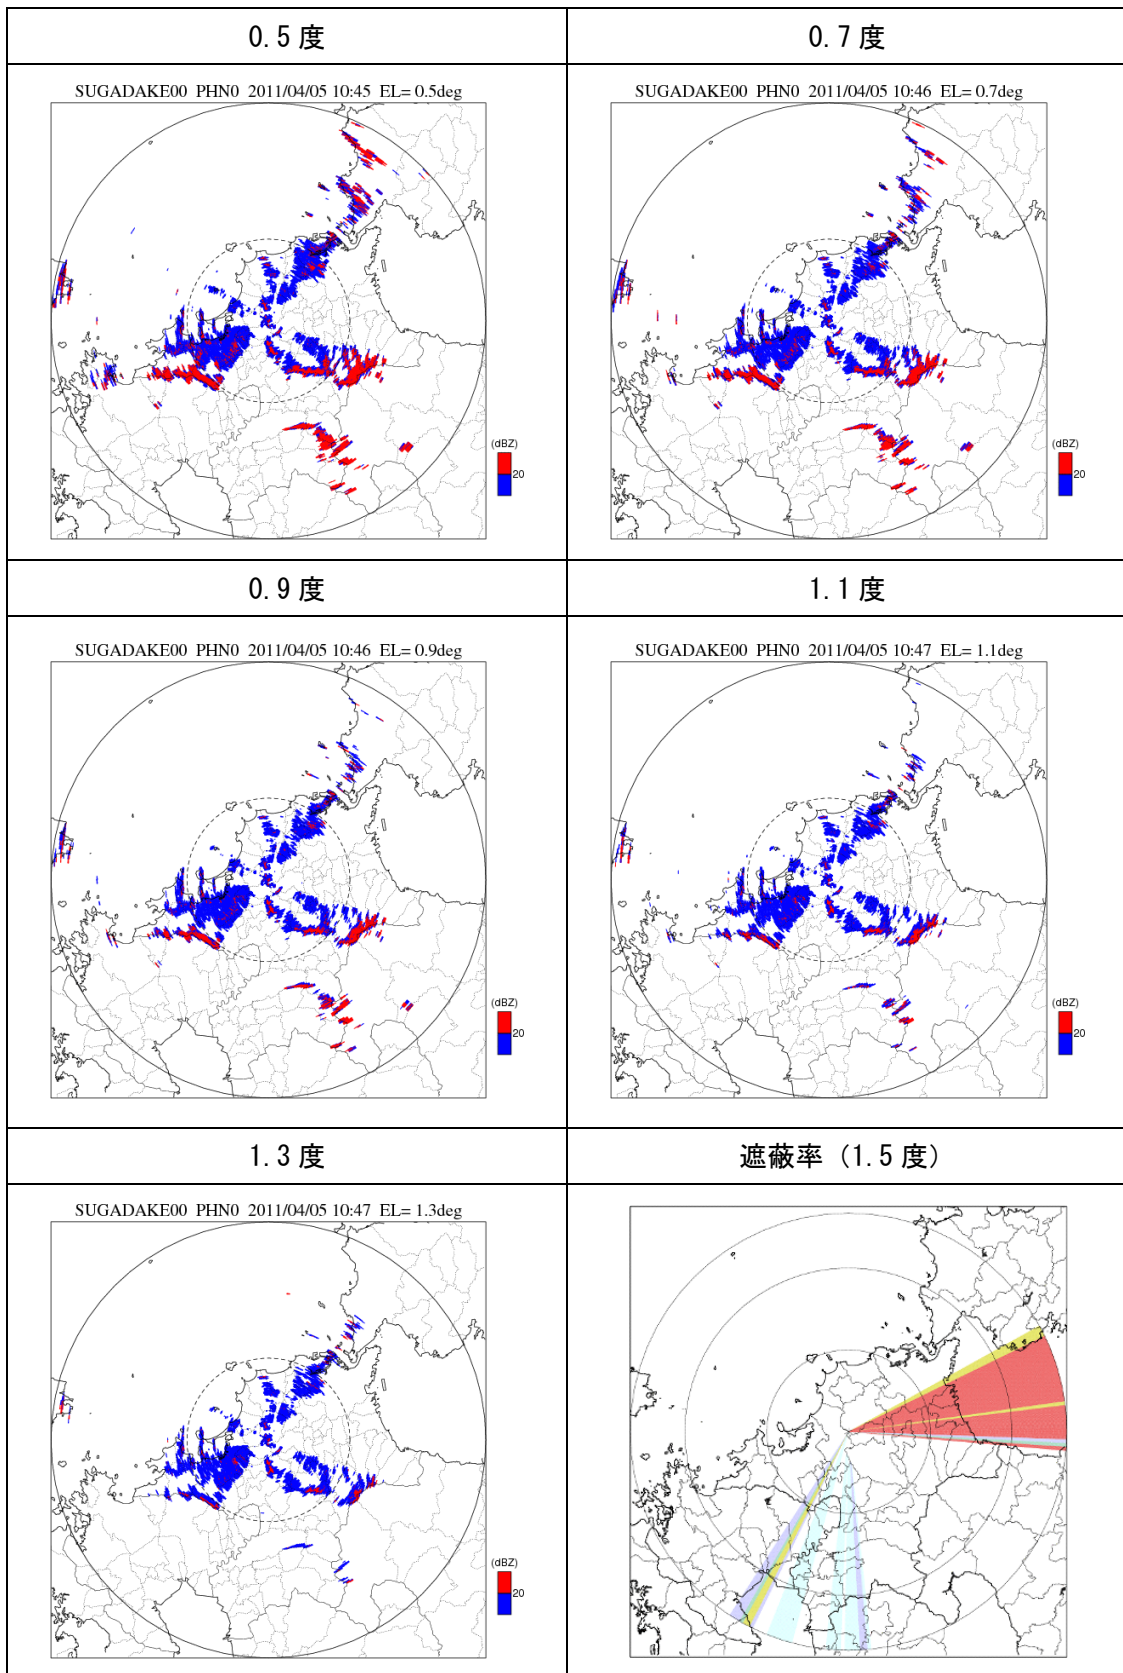 0.5度
0.7度
SUGADAKE00 PHN0 2011/04/05 10:45 EL= 0.5deg
(dBZ)
20
SUGADAKE00 PHN0 2011/04/05 10:46 EL= 0.7deg
(dBZ)
20
0.9度
1.1度
SUGADAKE00 PHN0 2011/04/05 10:46 EL= 0.9deg
(dBZ)
20
SUGADAKE00 PHN0 2011/04/05 10:47 EL= 1.1deg
(dBZ)
20
1.3度
遮蔽率（1.5度）
SUGADAKE00 PHN0 2011/04/05 10:47 EL= 1.3deg
(dBZ)
20